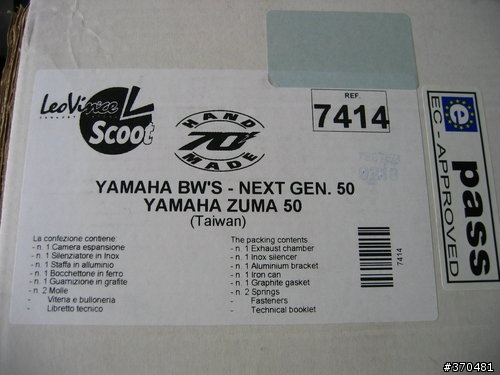 LeoVince
Scoot
HAND
70's
MADE
REF.
7414
YAMAHA BW'S - NEXT GEN. 50
YAMAHA ZUMA 50
(Taiwan)
La confezione contiene:
- n. 1 Camera espansione
- n. 1 Silenziatore in Inox
- n. 1 Staffa in alluminio
- n. 1 Bocchettone in ferro
- n. 1 Guarnizione in grafite
- n. 2 Molle
- Viteria e bulloneria
- Libretto tecnico
The packing contents
- n. 1 Exhaust chamber
- n. 1 Inox silencer
- n. 1 Aluminium bracket
- n. 1 Iron can
- n. 1 Graphite gasket
- n. 2 Springs
- Fasteners
- Technical booklet
7414
e pass
EC - APPROVED
#370481